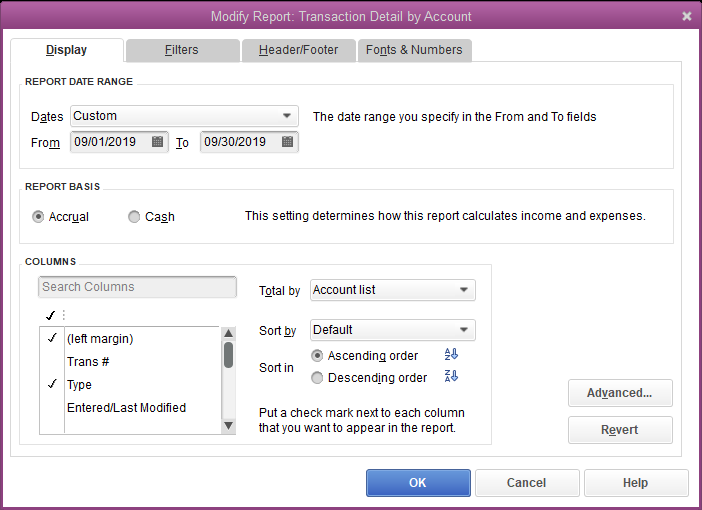 Modify Report: Transaction Detail by Account
Display
Filters
Header/Footer
Fonts & Numbers
REPORT DATE RANGE
Dates Custom The date range you specify in the From and To fields
From 09/01/2019 To 09/30/2019
REPORT BASIS
Accrual Cash This setting determines how this report calculates income and expenses.
COLUMNS
Search Columns
Total by Account list
(left margin)
Trans #
Type
Entered/Last Modified
Sort by Default
Sort in Ascending order
Descending order
Put a check mark next to each column
that you want to appear in the report.
Advanced...
Revert
OK Cancel Help